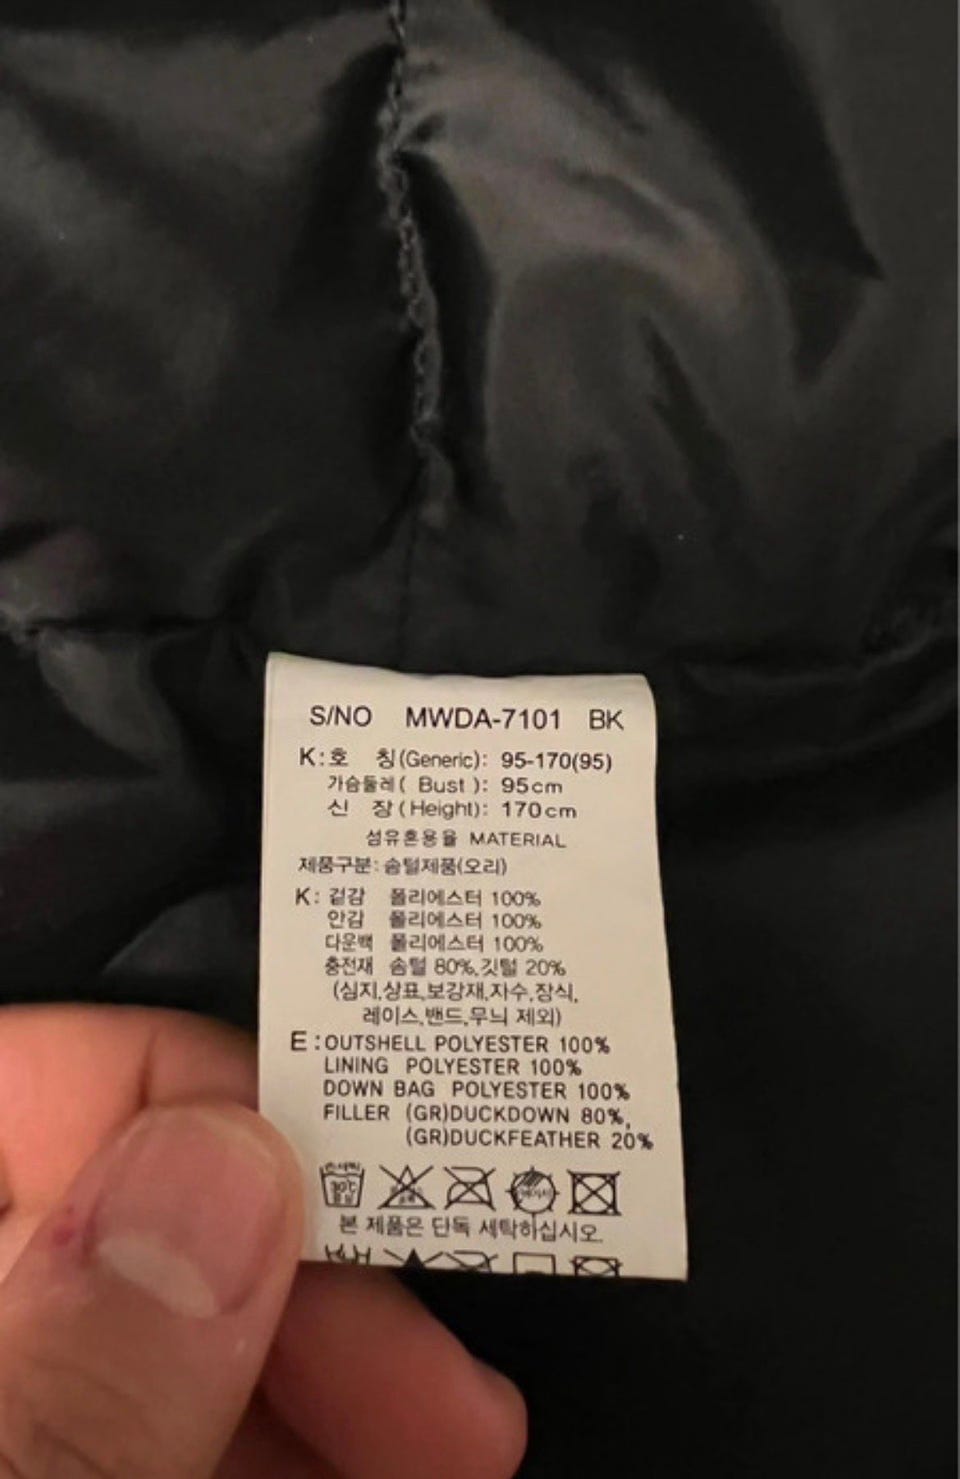 S/NO MWDA-7101 BK
K:호 칭(Generic): 95-170(95)
가슴둘레( Bust ): 95cm
신 장(Height): 170cm
섬유혼용율 MATERIAL
제품구분: 솜털제품(오리)
K: 겉감 폴리에스터 100%
안감 폴리에스터 100%
다운백 폴리에스터 100%
충전재 솜털 80%,깃털 20%
(심지,상표,보강재,자수,장식,
레이스,밴드,무늬 제외)
E:OUTSHELL POLYESTER 100%
LINING POLYESTER 100%
DOWN BAG POLYESTER 100%
FILLER (GR)DUCKDOWN 80%,
(GR)DUCKFEATHER 20%
30℃
본 제품은 단독 세탁하십시오.